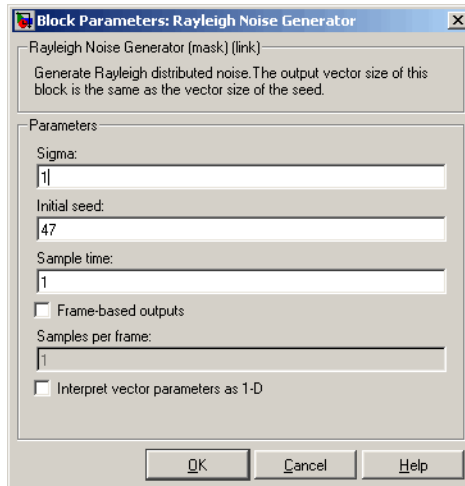 Block Parameters: Rayleigh Noise Generator
Rayleigh Noise Generator (mask) (link)
Generate Rayleigh distributed noise.The output vector size of this
block is the same as the vector size of the seed.
Parameters
Sigma:
1
Initial seed:
47
Sample time:
1
Frame-based outputs
Samples per frame:
1
Interpret vector parameters as 1-D
OK Cancel Help